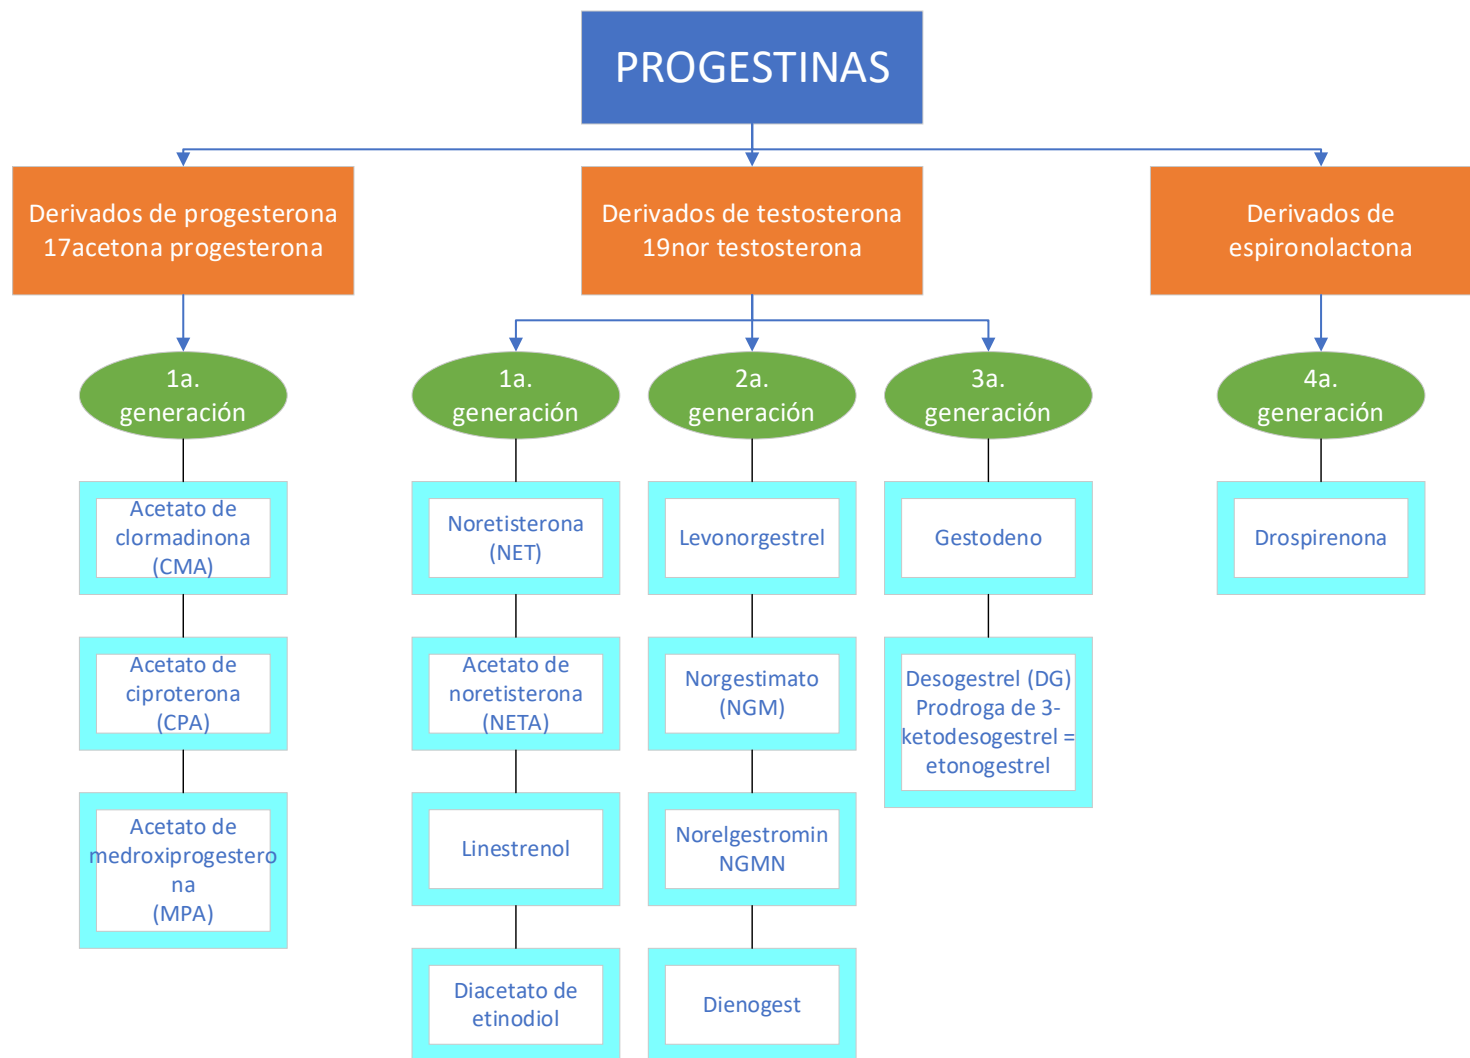 PROGESTINAS
Derivados de progesterona
17acetona progesterona
Derivados de testosterona
19nor testosterona
Derivados de
espironolactona
1a.
generación
1a.
generación
2a.
generación
3a.
generación
4a.
generación
Acetato de
clormadinona
(CMA)
Acetato de
ciproterona
(CPA)
Acetato de
medroxiprogestero
na
(MPA)
Noretisterona
(NET)
Acetato de
noretisterona
(NETA)
Linestrenol
Diacetato de
etinodiol
Levonorgestrel
Norgestimato
(NGM)
Norelgestromin
NGMN
Dienogest
Gestodeno
Desogestrel (DG)
Prodroga de 3-
ketodesogestrel =
etonogestrel
Drospirenona